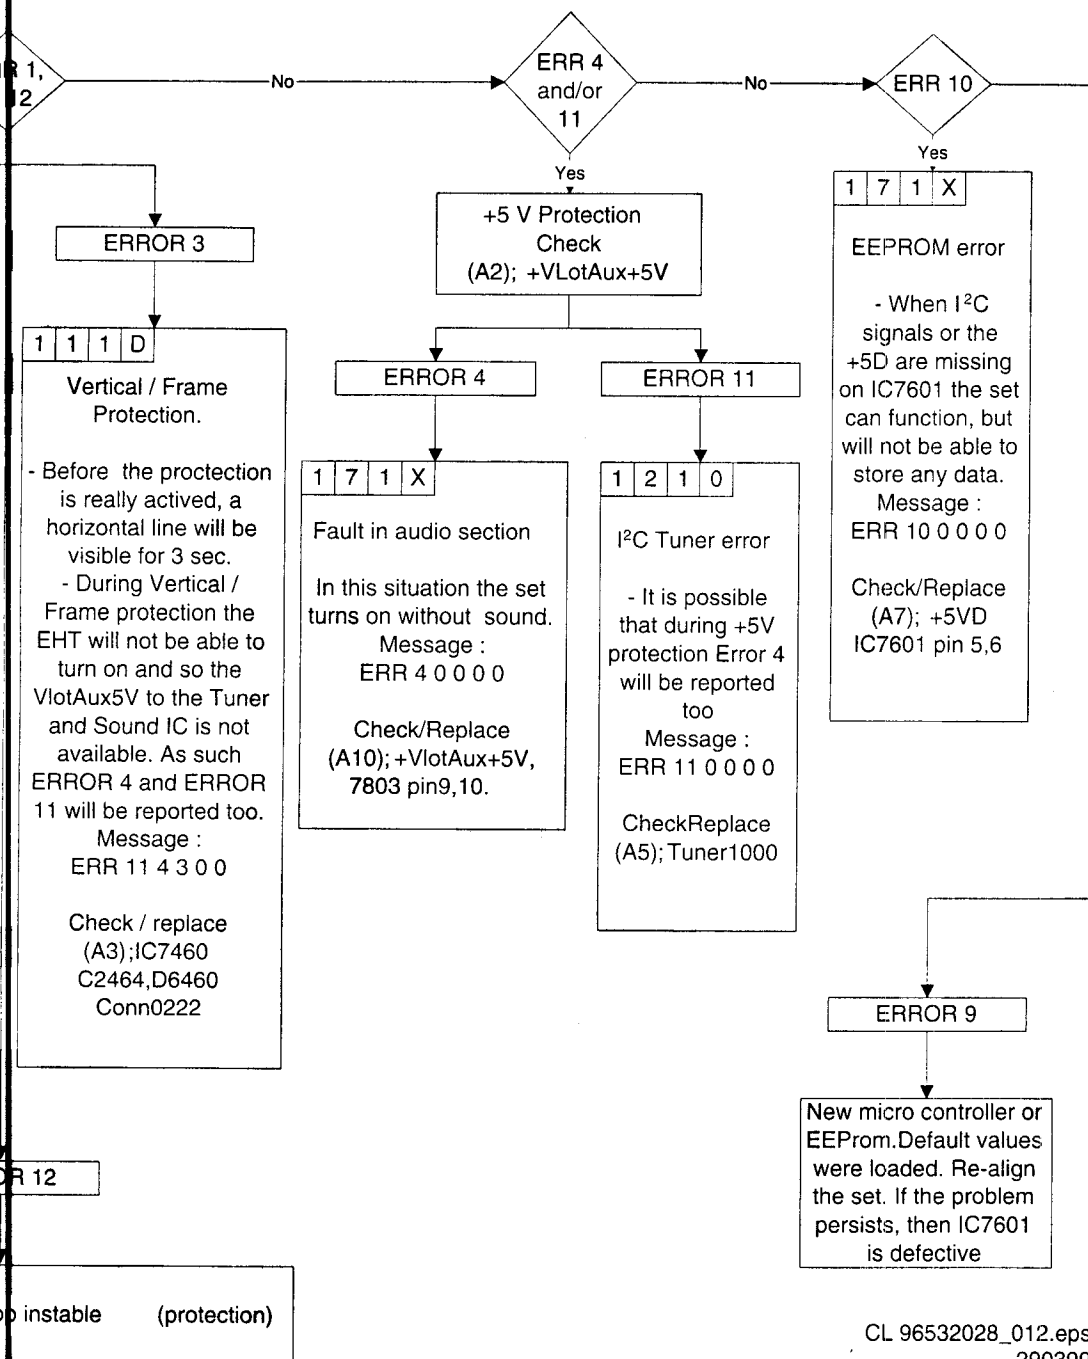 R 1,
12
No
ERR 4
and/or
11
No
ERR 10
Yes
Yes
ERROR 3
+5 V Protection
Check
(A2); +VLotAux+5V
1 7 1 X
EEPROM error
- When I²C
signals or the
+5D are missing
on IC7601 the set
can function, but
will not be able to
store any data.
Message :
ERR 10 0 0 0 0
Check/Replace
(A7); +5VD
IC7601 pin 5,6
1 1 1 D
Vertical / Frame
Protection.
- Before the proctection
is really actived, a
horizontal line will be
visible for 3 sec.
- During Vertical /
Frame protection the
EHT will not be able to
turn on and so the
VlotAux5V to the Tuner
and Sound IC is not
available. As such
ERROR 4 and ERROR
11 will be reported too.
Message :
ERR 11 4 3 0 0
Check / replace
(A3);IC7460
C2464,D6460
Conn0222
ERROR 4
1 7 1 X
Fault in audio section
In this situation the set
turns on without sound.
Message :
ERR 4 0 0 0 0
Check/Replace
(A10);+VlotAux+5V,
7803 pin9,10.
ERROR 11
1 2 1 0
I²C Tuner error
- It is possible
that during +5V
protection Error 4
will be reported
too
Message :
ERR 11 0 0 0 0
CheckReplace
(A5);Tuner1000
ERROR 9
New micro controller or
EEProm.Default values
were loaded. Re-align
the set. If the problem
persists, then IC7601
is defective
OR 12
instable (protection)
CL 96532028_012.eps